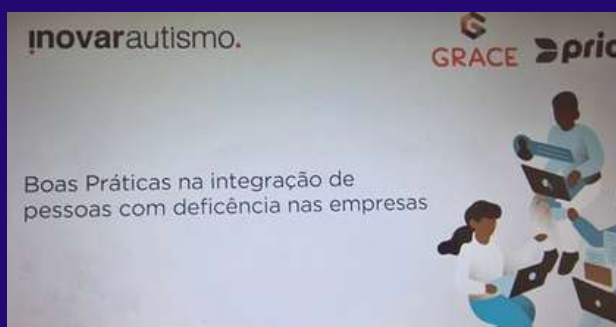 inovarautismo.
GRACE
Boas Práticas na integração de
pessoas com deficência nas empresas